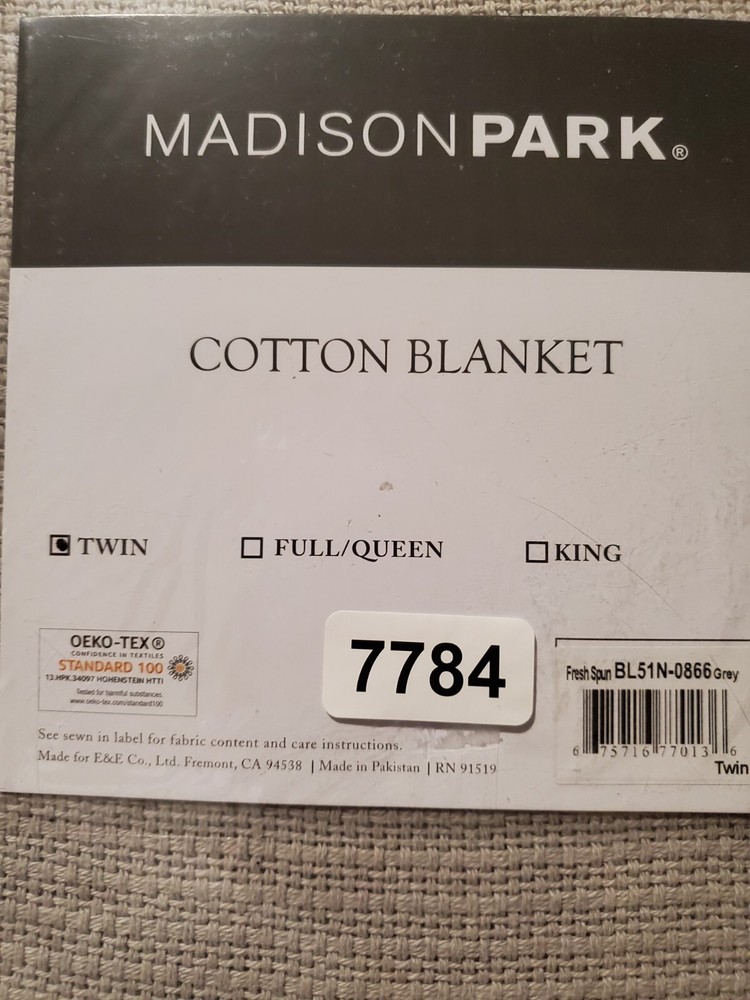 MADISONPARK®
COTTON BLANKET
TWIN
FULL/QUEEN
KING
OEKO-TEX®
CONFIDENCE IN TEXTILES
STANDARD 100
13.HPK.34097 HOHENSTEIN HTTI
Tested for harmful substances
www.oeko-tex.com/standard100
7784
Fresh Spun BL51N-0866 Grey
6 75716 77013 6
Twin
See sewn in label for fabric content and care instructions.
Made for E&E Co., Ltd. Fremont, CA 94538 | Made in Pakistan | RN 91519